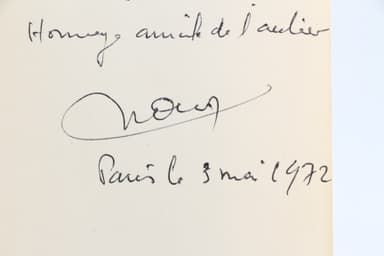 Hommage amical de l'auteur
Paris le 3 mai 1972